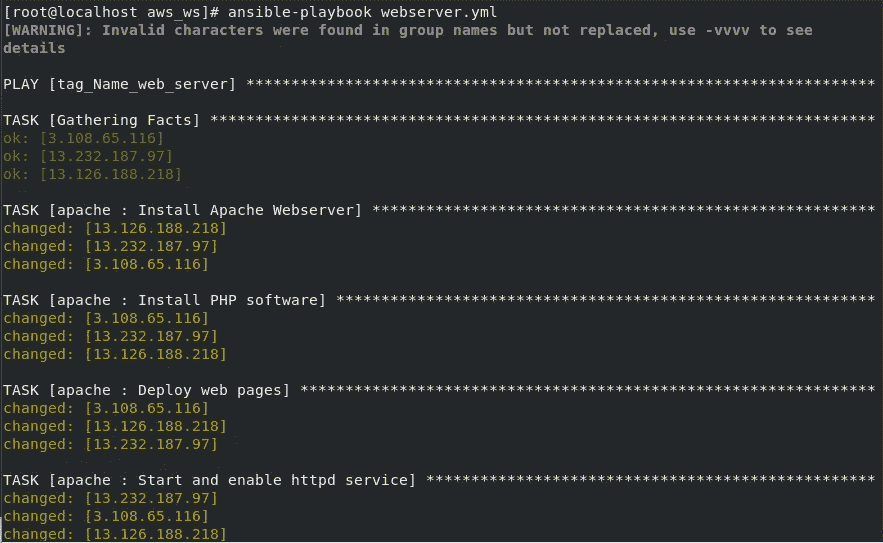 [root@localhost aws_ws]# ansible-playbook webserver.yml
[WARNING]: Invalid characters were found in group names but not replaced, use -vvvv to see
details
PLAY [tag_Name_web_server] **********************************************************************
TASK [Gathering Facts] **************************************************************************
ok: [3.108.65.116]
ok: [13.232.187.97]
ok: [13.126.188.218]
TASK [apache : Install Apache Webserver] ********************************************************
changed: [13.126.188.218]
changed: [13.232.187.97]
changed: [3.108.65.116]
TASK [apache : Install PHP software] ************************************************************
changed: [3.108.65.116]
changed: [13.232.187.97]
changed: [13.126.188.218]
TASK [apache : Deploy web pages] ****************************************************************
changed: [3.108.65.116]
changed: [13.126.188.218]
changed: [13.232.187.97]
TASK [apache : Start and enable httpd service] **************************************************
changed: [13.232.187.97]
changed: [3.108.65.116]
changed: [13.126.188.218]